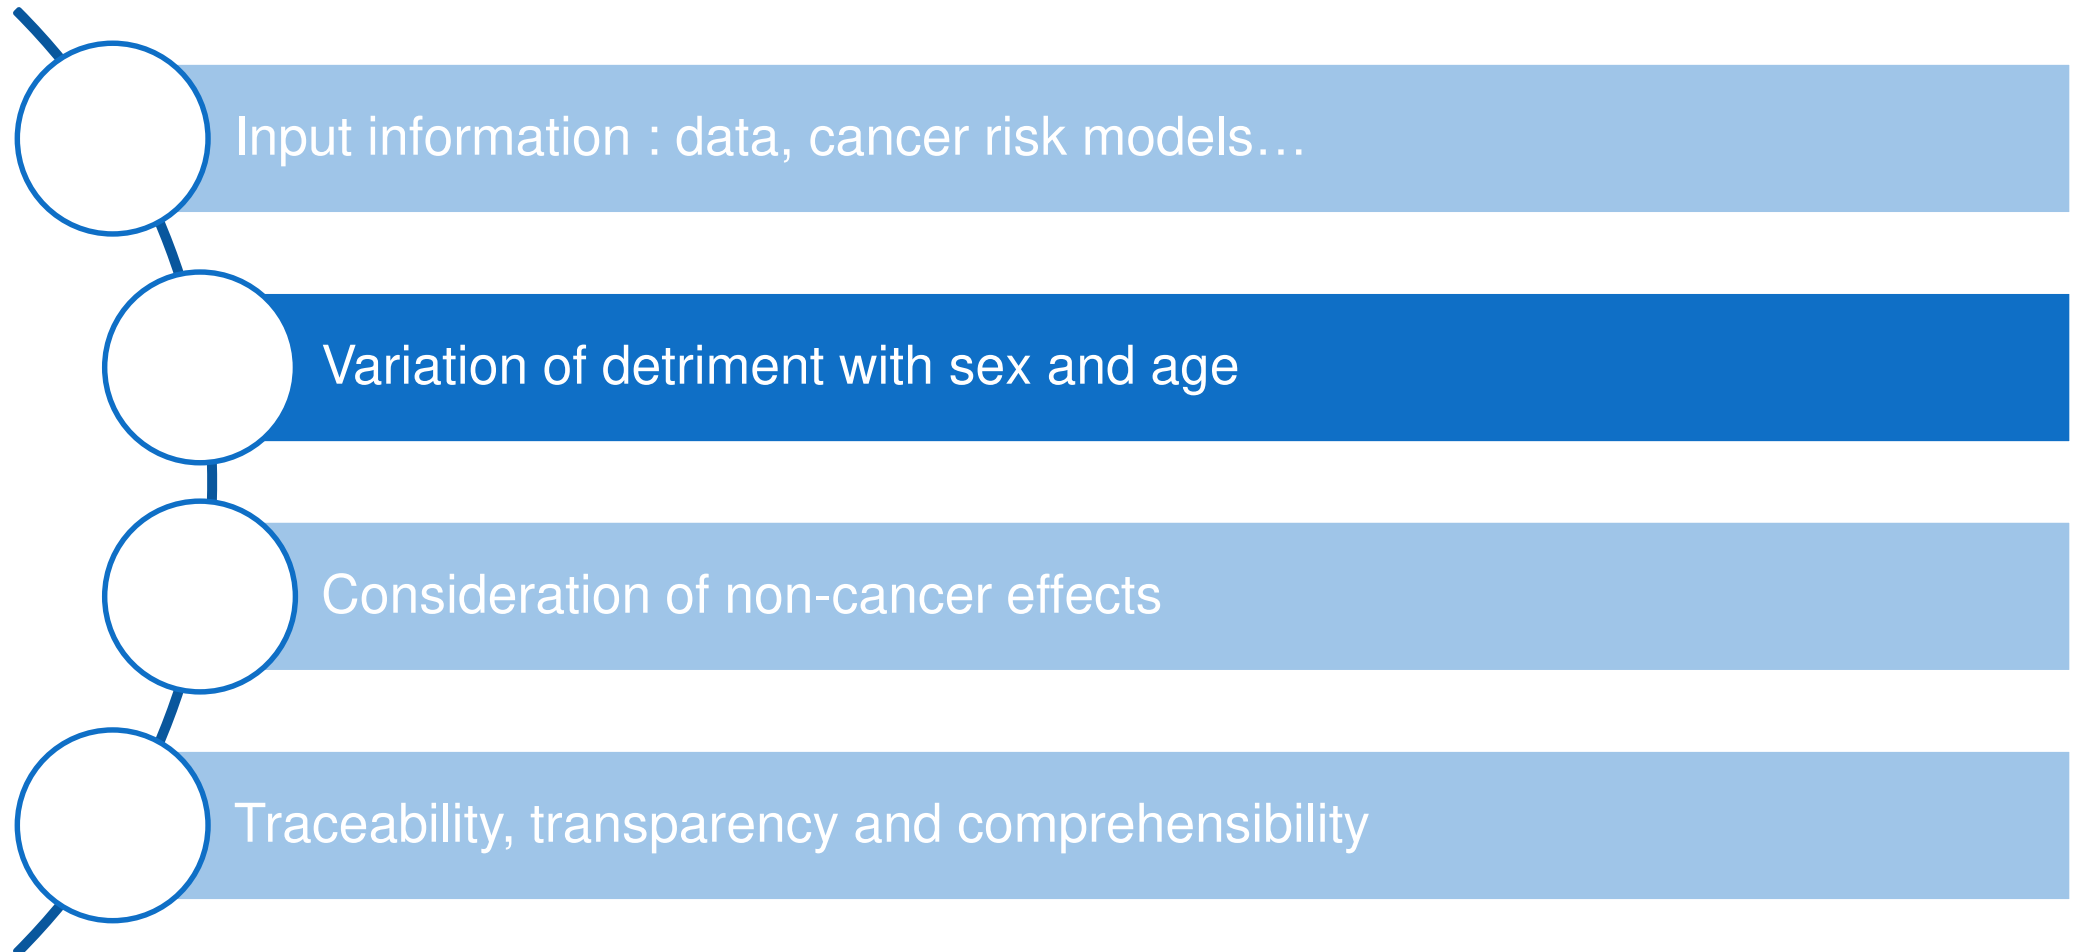 Input information : data, cancer risk models…
Variation of detriment with sex and age
Consideration of non-cancer effects
Traceability, transparency and comprehensibility